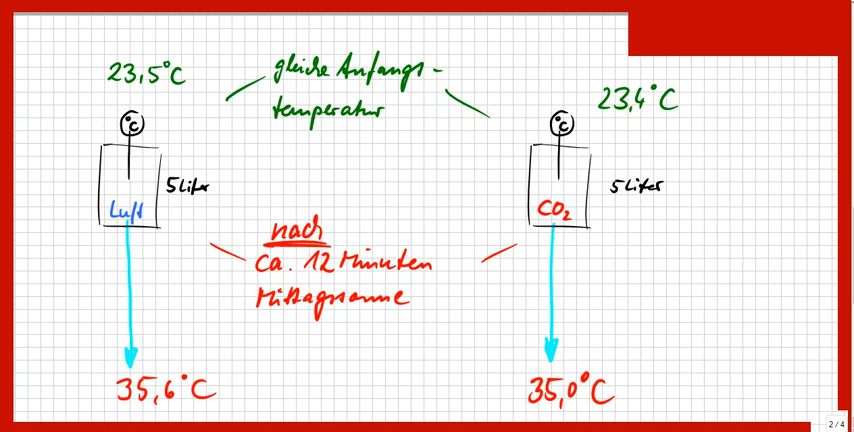 23,5°C
gleiche Anfangs-
temperatur
23,4°C
°C
°C
5 Liter
5 Liter
Luft
CO₂
nach
ca. 12 Minuten
Mittagsonne
35,6°C
35,0°C
2/4